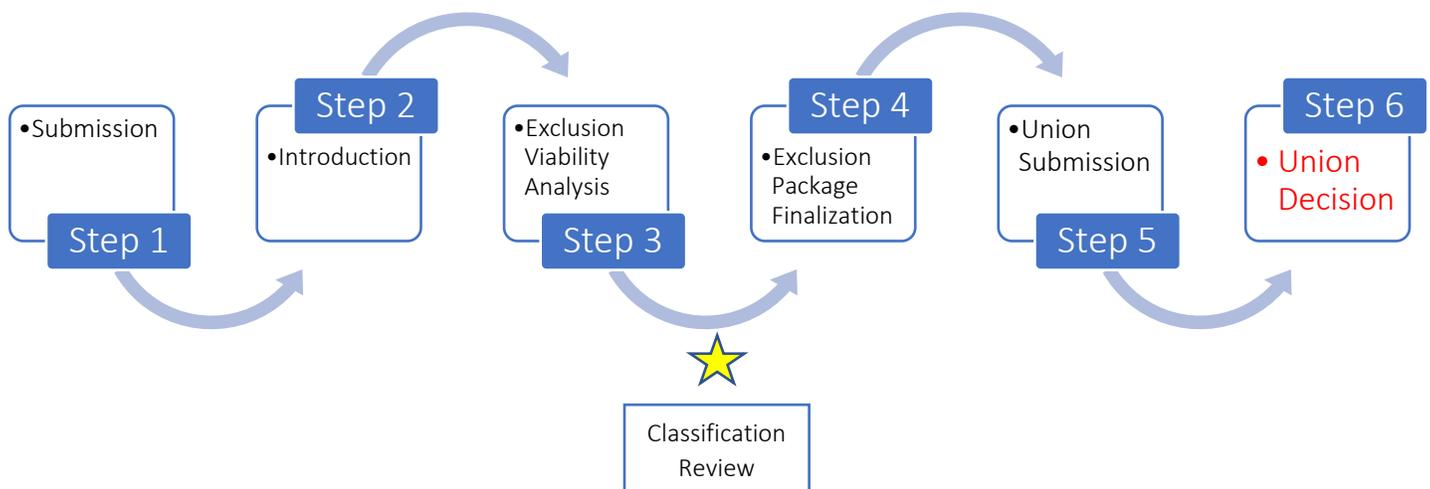 •Submission
Step 1
Step 2
•Introduction
•Exclusion
Viability
Analysis
Step 3
Step 4
•Exclusion
Package
Finalization
•Union
Submission
Step 5
Step 6
• Union
Decision
Classification
Review